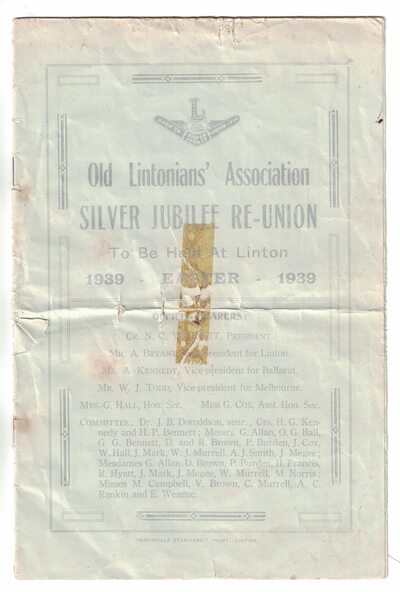 Old Lintonians' Association
SILVER JUBILEE RE-UNION
To Be Held At Linton
1939 - EASTER - 1939
OFFICE-BEARERS:
CR. N. C. PRESIDENT.
MR. A. BRYANT, Vice-president for Linton.
MR. A. KENNEDY, Vice-president for Ballarat.
MR. W. J. TODD, Vice-president for Melbourne.
MRS. G. HALL, Hon. Sec. MISS G. COX, Asst. Hon. Sec.
COMMITTEE: Dr. J. B. Donaldson, senr.; Crs. H. G. Ken-
nedy and H. P. Bennett; Messrs. G. Allan, O. G. Ball,
G. G. Bennett, D. and R. Brown, P. Burden, J. Cox,
W. Hall, J. Mark, W. J. Murrell, A. J. Smith, J. Megee;
Mesdames G. Allan, D. Brown, P. Burden, H. Francis,
R. Hyatt, J. Mark, J. Megee, W. Murrell, M. Norris;
Misses M. Campbell, V. Brown, C. Murrell, A. C.
Rankin and E. Wearne.
"GRENVILLE STANDARD," PRINT, LINTON.